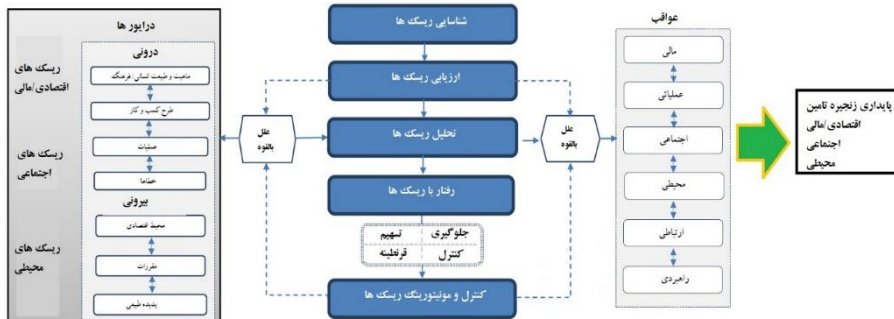 درایور ها
ریسک های
اقتصادی/مالی
ریسک های
اجتماعی
ریسک های
محیطی
درونی
ماهیت و طبیعت انسانی/فرهنگ
طرح کسب و کار
عملیات
خطاها
بیرونی
محیط اقتصادی
مقررات
پدیده طبیعی
علل
بالقوه
شناسایی ریسک ها
ارزیابی ریسک ها
تحلیل ریسک ها
رفتار با ریسک ها
جلوگیری
تسهیم
کنترل
قرنطینه
کنترل و مونیتورینگ ریسک ها
علل
بالقوه
عواقب
مالی
عملیاتی
اجتماعی
محیطی
ارتباطی
راهبردی
پایداری زنجیره تامین
اقتصادی/مالی
اجتماعی
محیطی